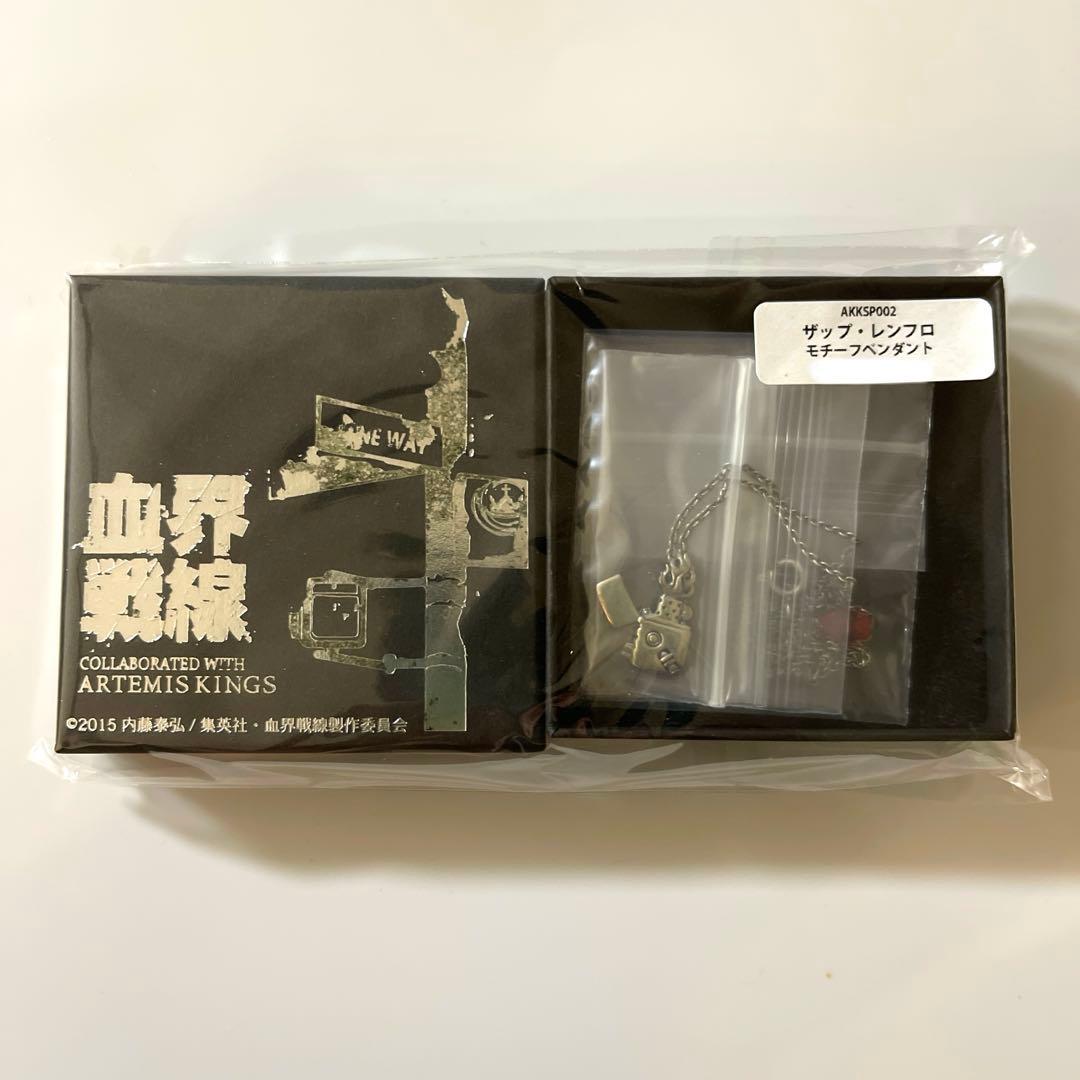 ONE WAY
血界
戦線
COLLABORATED WITH
ARTEMIS KINGS
©2015 内藤泰弘 / 集英社・血界戦線製作委員会
AKKSP002
ザップ・レンフロ
モチーフペンダント